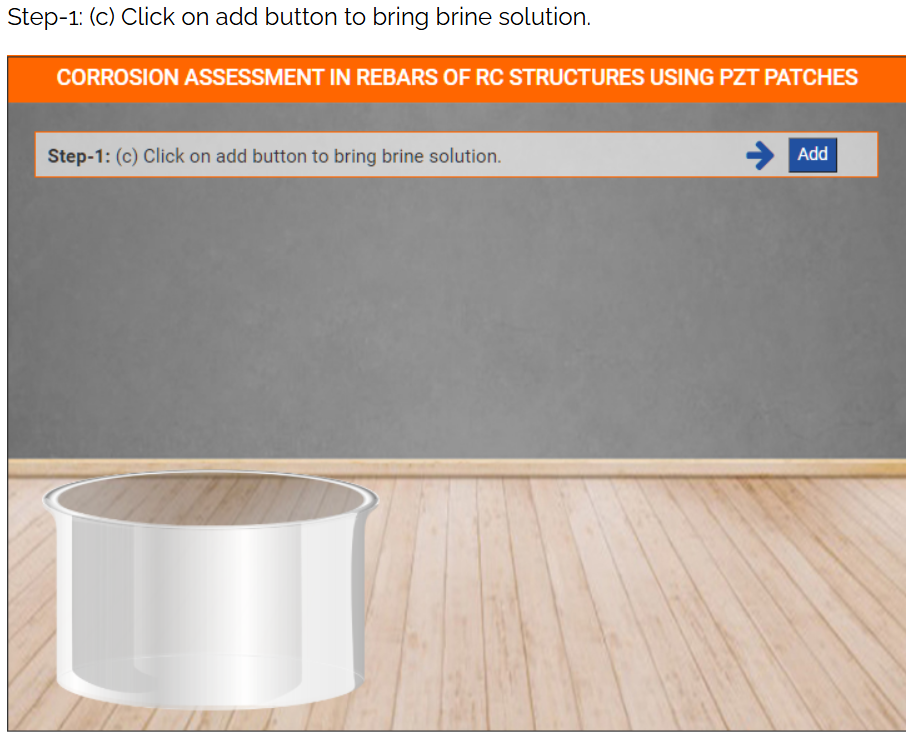 Step-1: (c) Click on add button to bring brine solution.
CORROSION ASSESSMENT IN REBARS OF RC STRUCTURES USING PZT PATCHES
Step-1: (c) Click on add button to bring brine solution.
Add